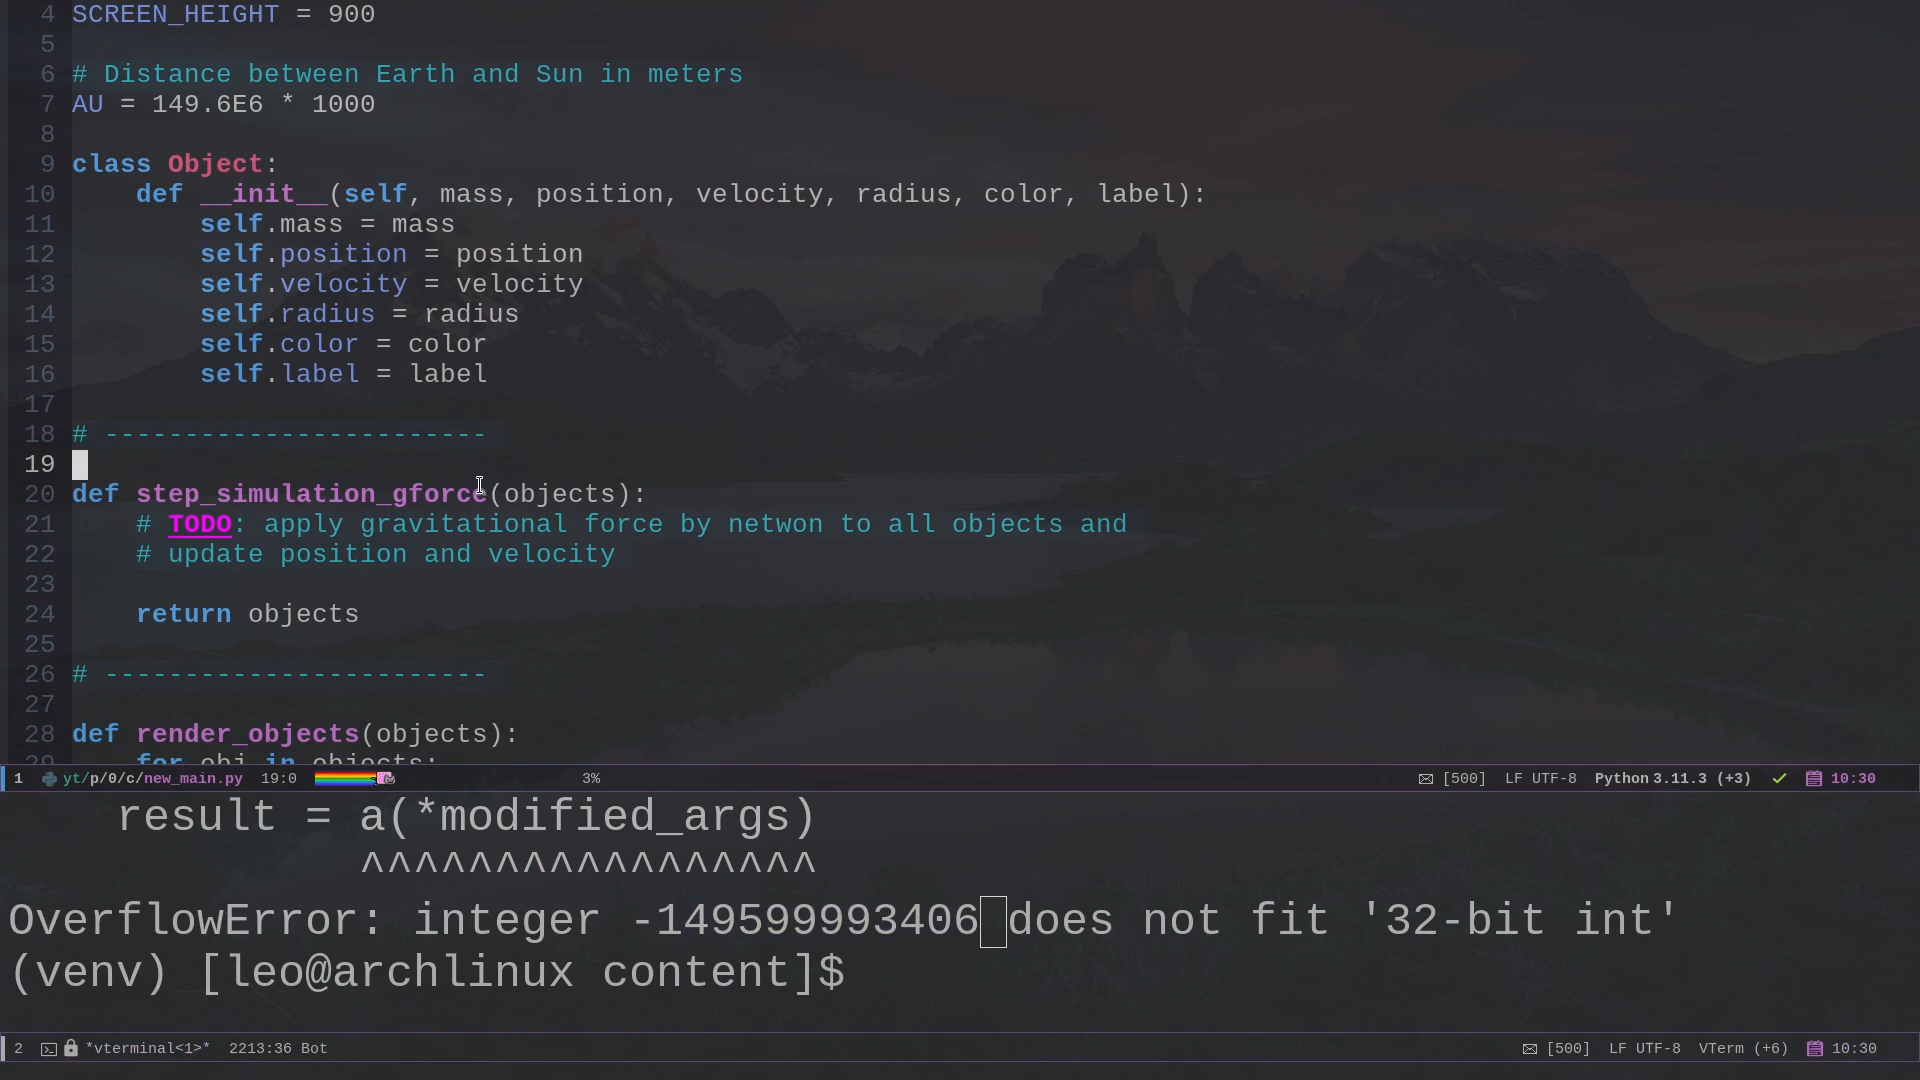 4 SCREEN_HEIGHT = 900
5
6 # Distance between Earth and Sun in meters
7 AU = 149.6E6 * 1000
8
9 class Object:
10     def __init__(self, mass, position, velocity, radius, color, label):
11         self.mass = mass
12         self.position = position
13         self.velocity = velocity
14         self.radius = radius
15         self.color = color
16         self.label = label
17
18 # ------------------------
19
20 def step_simulation_gforce(objects):
21     # TODO: apply gravitational force by netwon to all objects and
22     # update position and velocity
23
24     return objects
25
26 # ------------------------
27
28 def render_objects(objects):
29     for obj in objects:
1 yt/p/0/c/new_main.py 19:0 3% [500] LF UTF-8 Python 3.11.3 (+3) 10:30
    result = a(*modified_args)
             ^^^^^^^^^^^^^^^^^
OverflowError: integer -149599993406 does not fit '32-bit int'
(venv) [leo@archlinux content]$
2 *vterminal<1>* 2213:36 Bot [500] LF UTF-8 VTerm (+6) 10:30